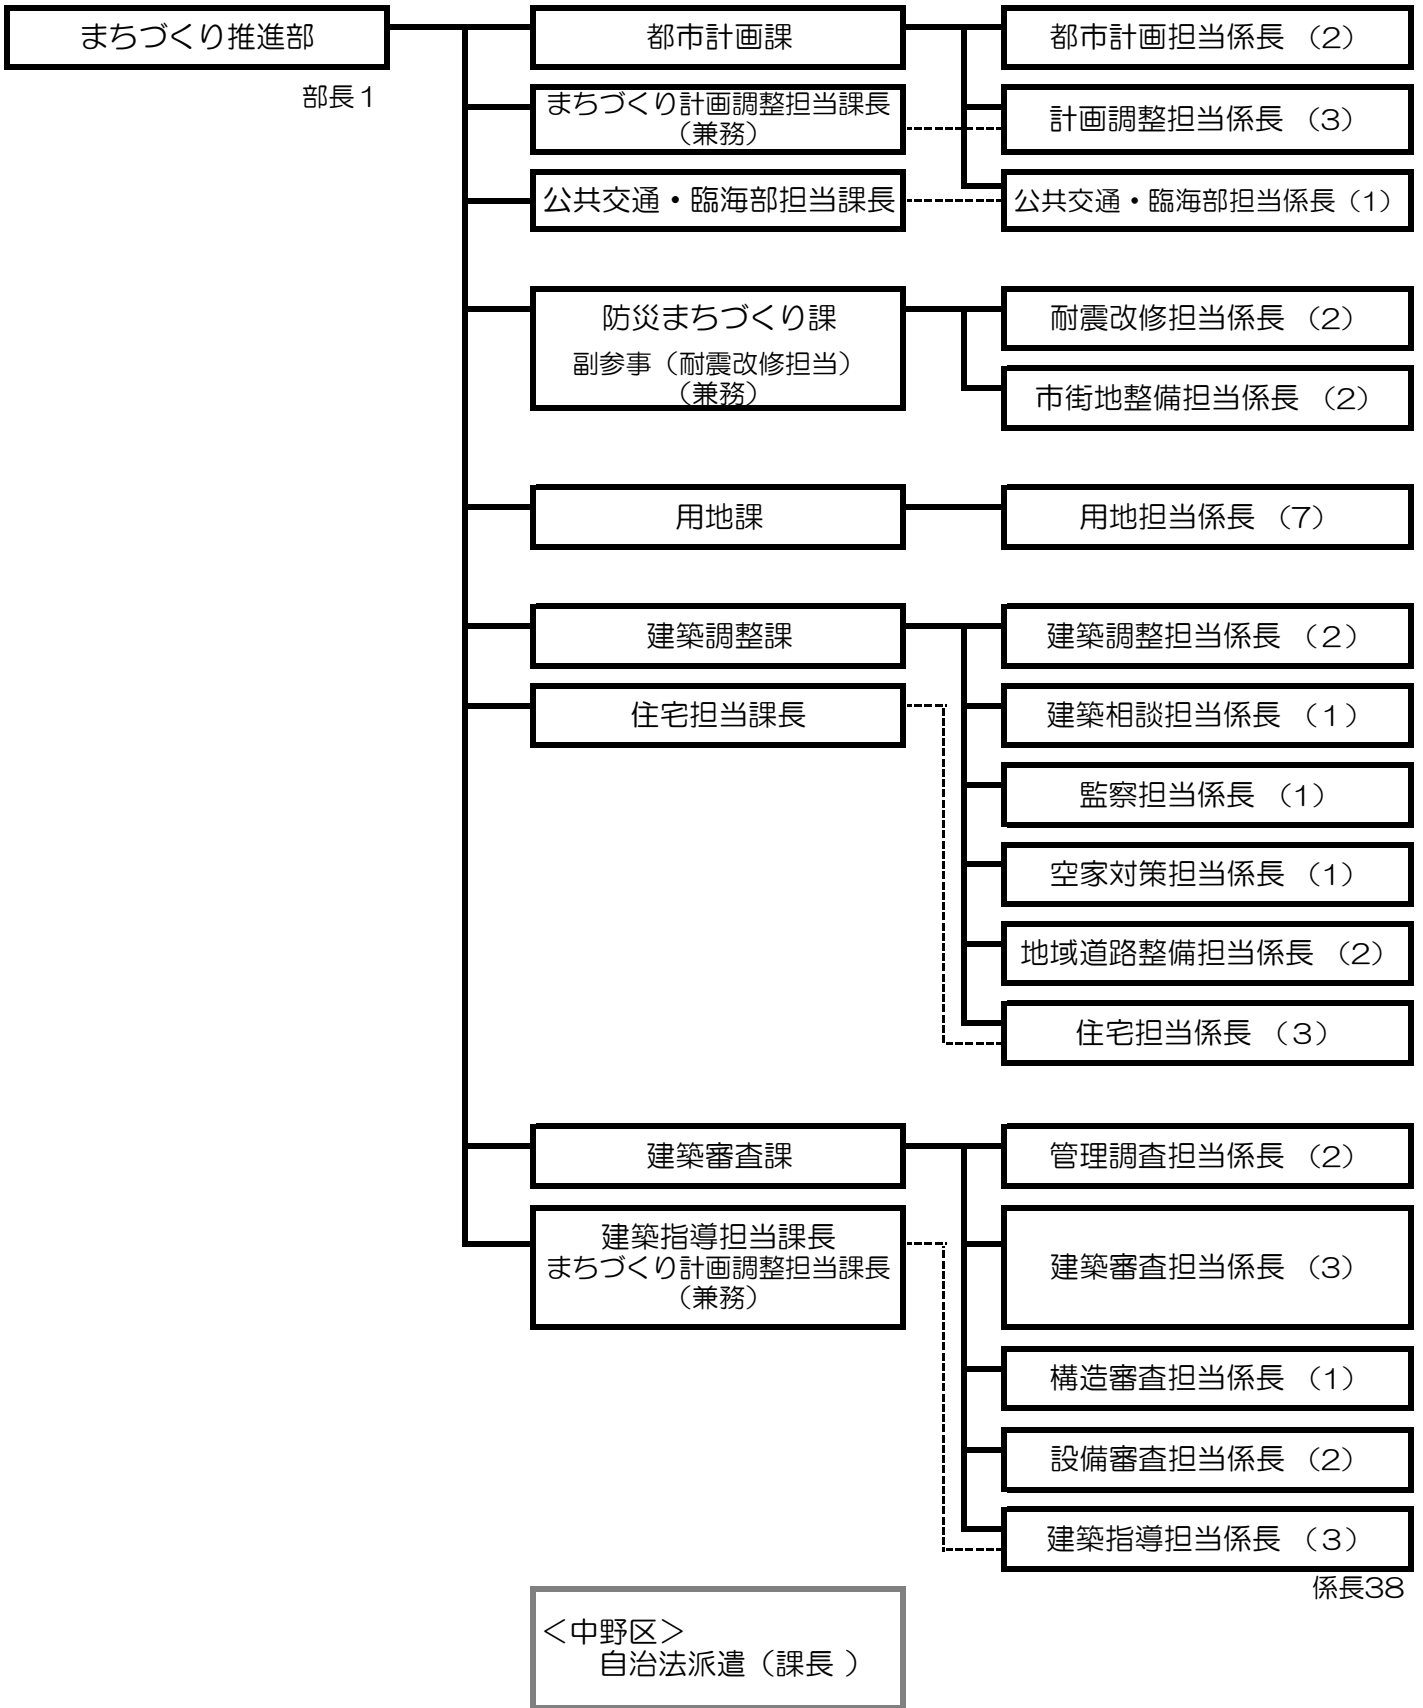 まちづくり推進部
部長1
都市計画課
都市計画担当係長 (2)
まちづくり計画調整担当課長
(兼務)
計画調整担当係長 (3)
公共交通・臨海部担当課長
公共交通・臨海部担当係長 (1)
防災まちづくり課
副参事 (耐震改修担当)
(兼務)
耐震改修担当係長 (2)
市街地整備担当係長 (2)
用地課
用地担当係長 (7)
建築調整課
建築調整担当係長 (2)
住宅担当課長
建築相談担当係長 (1)
監察担当係長 (1)
空家対策担当係長 (1)
地域道路整備担当係長 (2)
住宅担当係長 (3)
建築審査課
管理調査担当係長 (2)
建築指導担当課長
まちづくり計画調整担当課長
(兼務)
建築審査担当係長 (3)
構造審査担当係長 (1)
設備審査担当係長 (2)
建築指導担当係長 (3)
係長38
<中野区>
自治法派遣 (課長 )